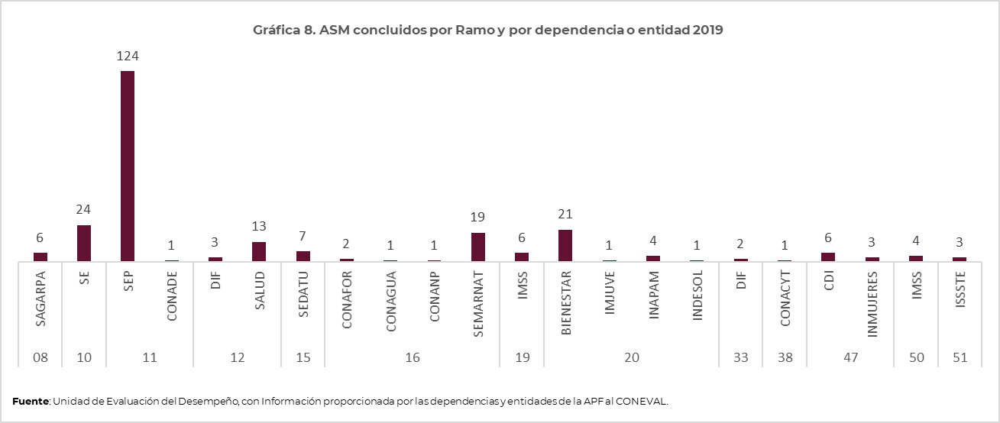 Gráfica 8. ASM concluidos por Ramo y por dependencia o entidad 2019
6 24 124 1 3 13 7 2 1 1 19 6 21 1 4 1 2 1 6 3 4 3
SAGARPA SE SEP CONADE DIF SALUD SEDATU CONAFOR CONAGUA CONANP SEMARNAT IMSS BIENESTAR IMJUVE INAPAM INDESOL DIF CONACYT CDI INMUJERES IMSS ISSSTE
08 10 11 12 15 16 19 20 33 38 47 50 51
Fuente: Unidad de Evaluación del Desempeño, con Información proporcionada por las dependencias y entidades de la APF al CONEVAL.